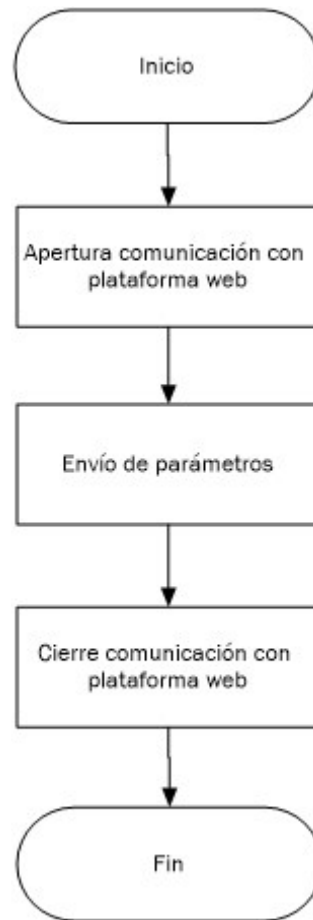 Inicio
Apertura comunicación con
plataforma web
Envío de parámetros
Cierre comunicación con
plataforma web
Fin